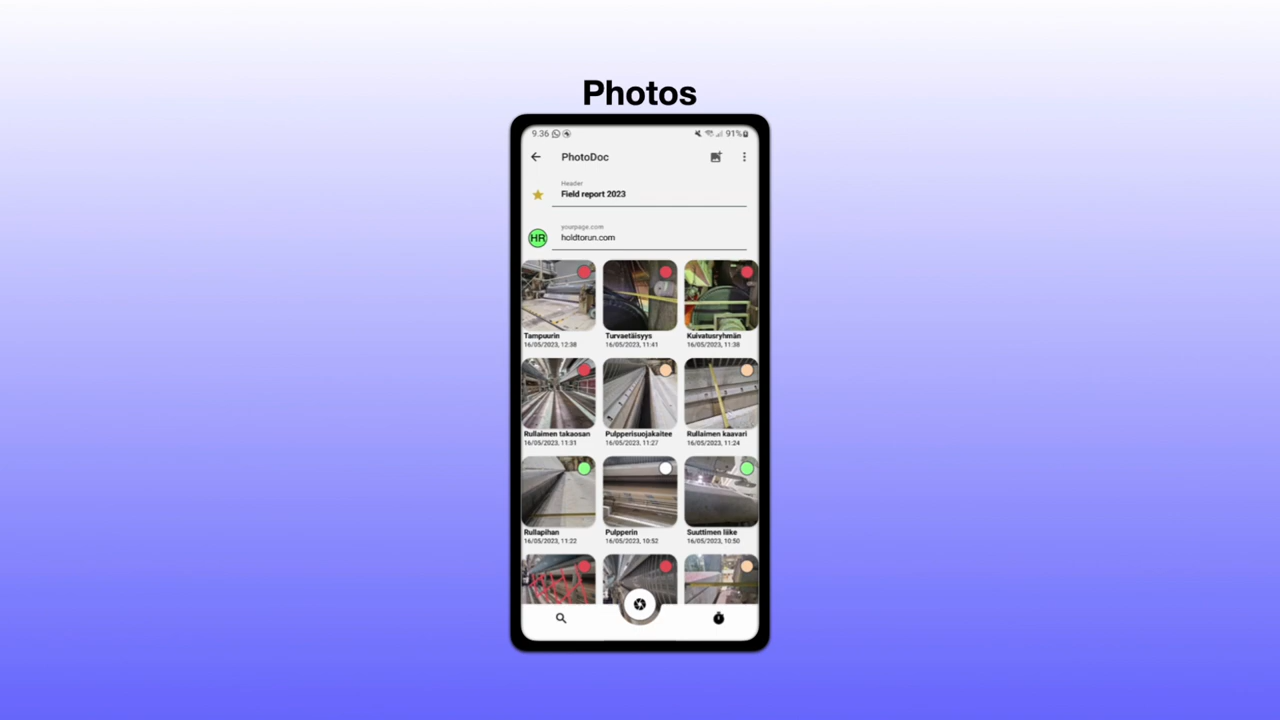 Photos
9.36 91%
PhotoDoc
Header
Field report 2023
yourpage.com
HR holdtorun.com
Tampuurin Turvaetäisyys Kuivatusryhmän
16/05/2023, 12:38 16/05/2023, 11:41 16/05/2023, 11:38
Rullaimen takaosan Pulpperisuojakaitee Rullaimen kaavari
16/05/2023, 11:31 16/05/2023, 11:27 16/05/2023, 11:24
Rullapihan Pulpperin Suuttimen liike
16/05/2023, 11:22 16/05/2023, 10:52 16/05/2023, 10:50